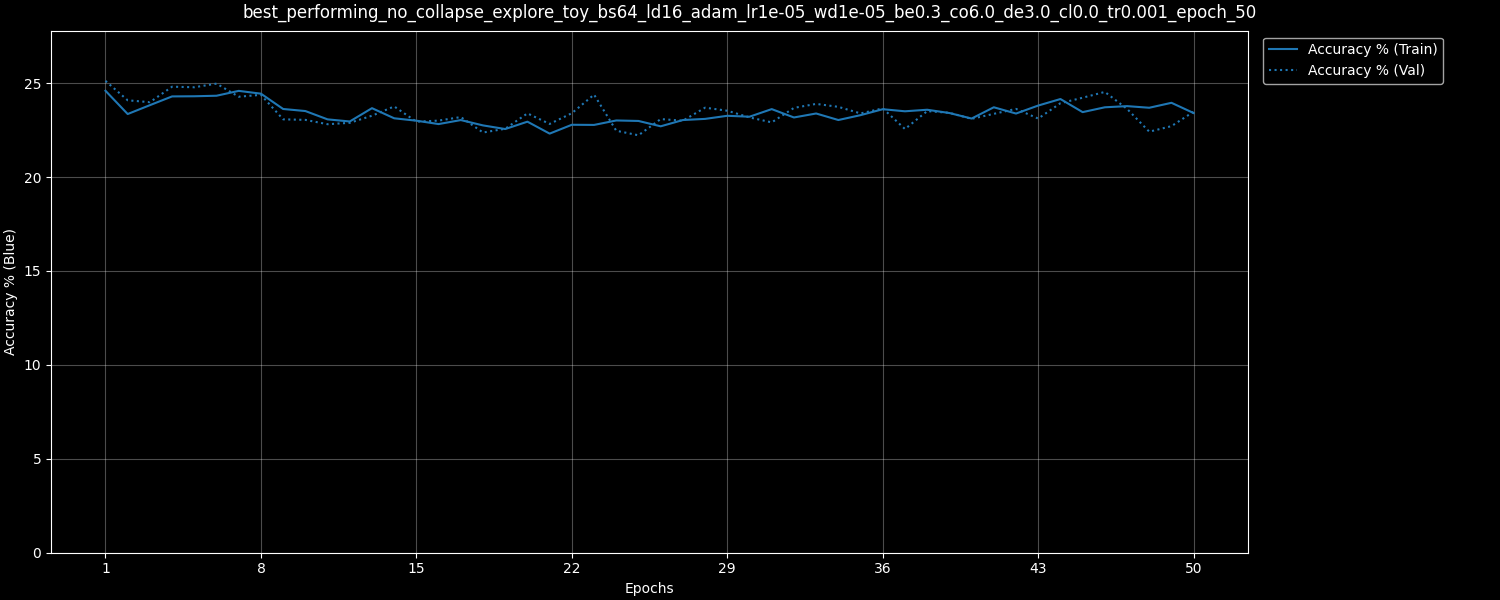 best_performing_no_collapse_explore_toy_bs64_ld16_adam_lr1e-05_wd1e-05_be0.3_co6.0_de3.0_cl0.0_tr0.001_epoch_50
Accuracy % (Train)
Accuracy % (Val)
Accuracy % (Blue)
25
20
15
10
5
0
1 8 15 22 29 36 43 50
Epochs